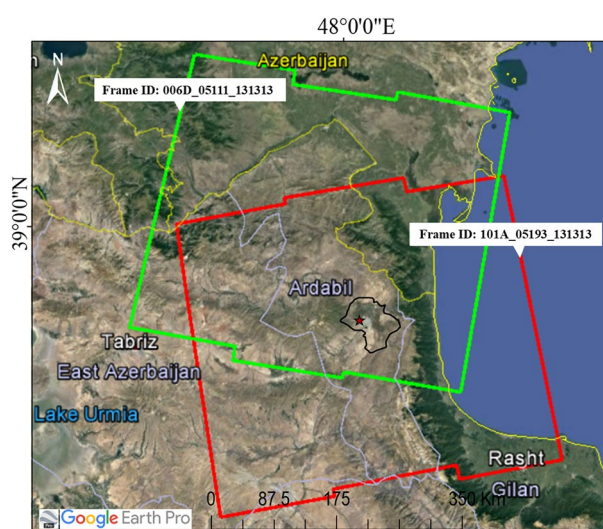 48°0'0"E
Azerbaijan
N
Frame ID: 006D_05111_131313
39°0'0"N
Frame ID: 101A_05193_131313
Ardabil
Tabriz
East Azerbaijan
Lake Urmia
Rasht
Gilan
0 87.5 175 350 Km
Google Earth Pro